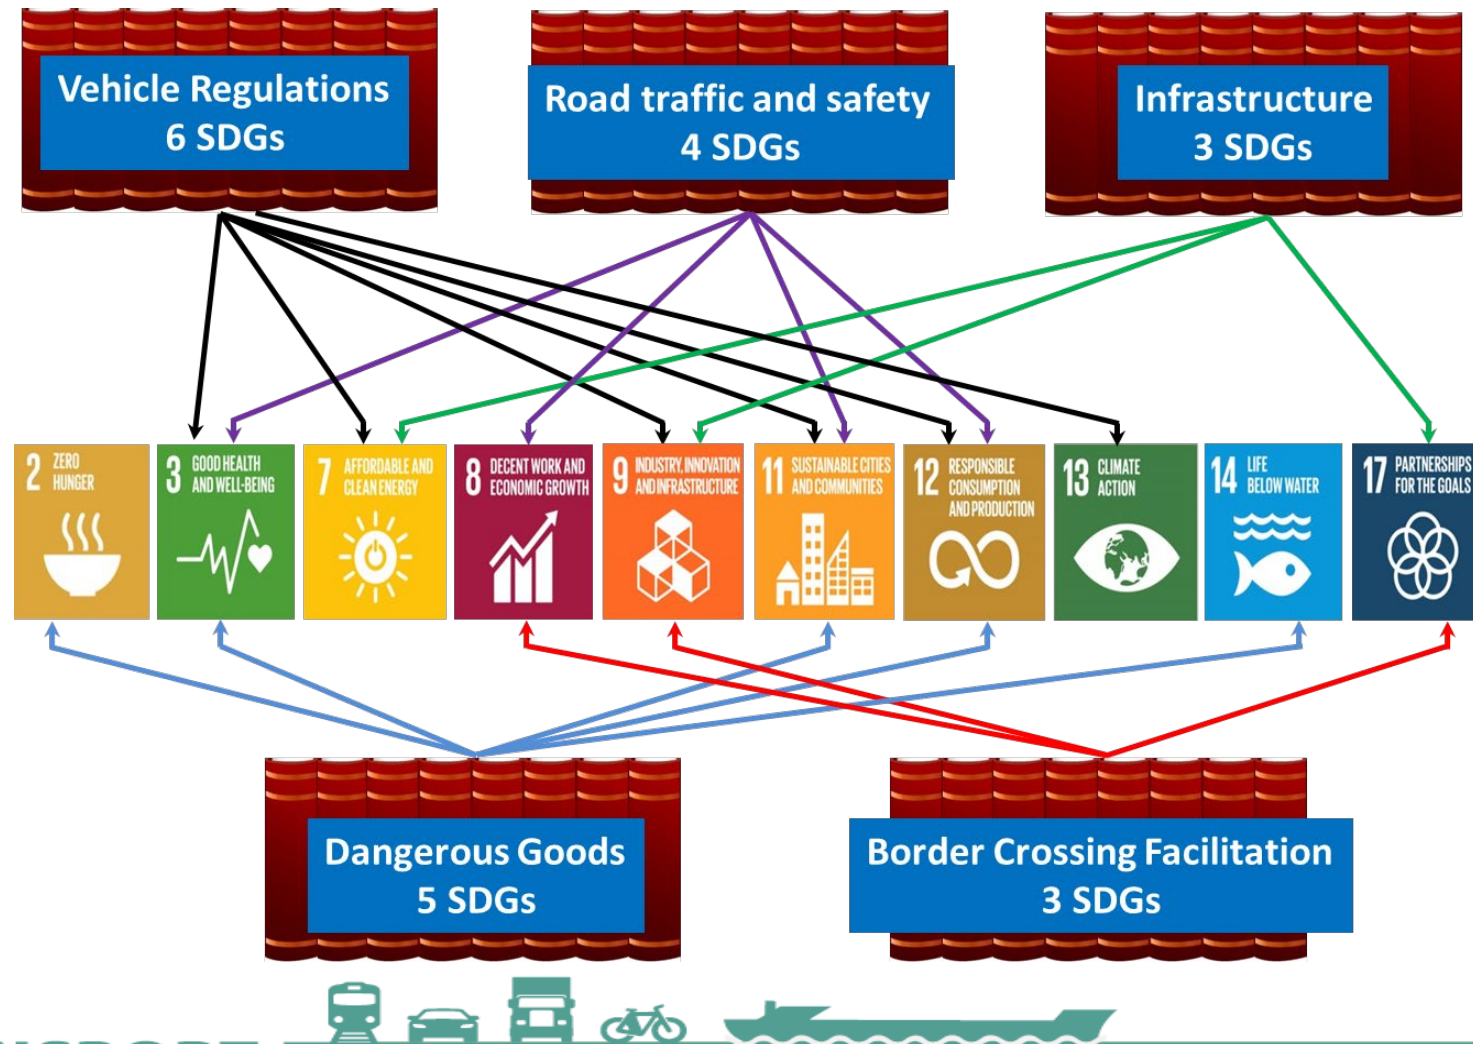 Vehicle Regulations
6 SDGs
Road traffic and safety
4 SDGs
Infrastructure
3 SDGs
2 ZERO
HUNGER
3 GOOD HEALTH
AND WELL-BEING
7 AFFORDABLE AND
CLEAN ENERGY
8 DECENT WORK AND
ECONOMIC GROWTH
9 INDUSTRY, INNOVATION
AND INFRASTRUCTURE
11 SUSTAINABLE CITIES
AND COMMUNITIES
12 RESPONSIBLE
CONSUMPTION
AND PRODUCTION
13 CLIMATE
ACTION
14 LIFE
BELOW WATER
17 PARTNERSHIPS
FOR THE GOALS
Dangerous Goods
5 SDGs
Border Crossing Facilitation
3 SDGs